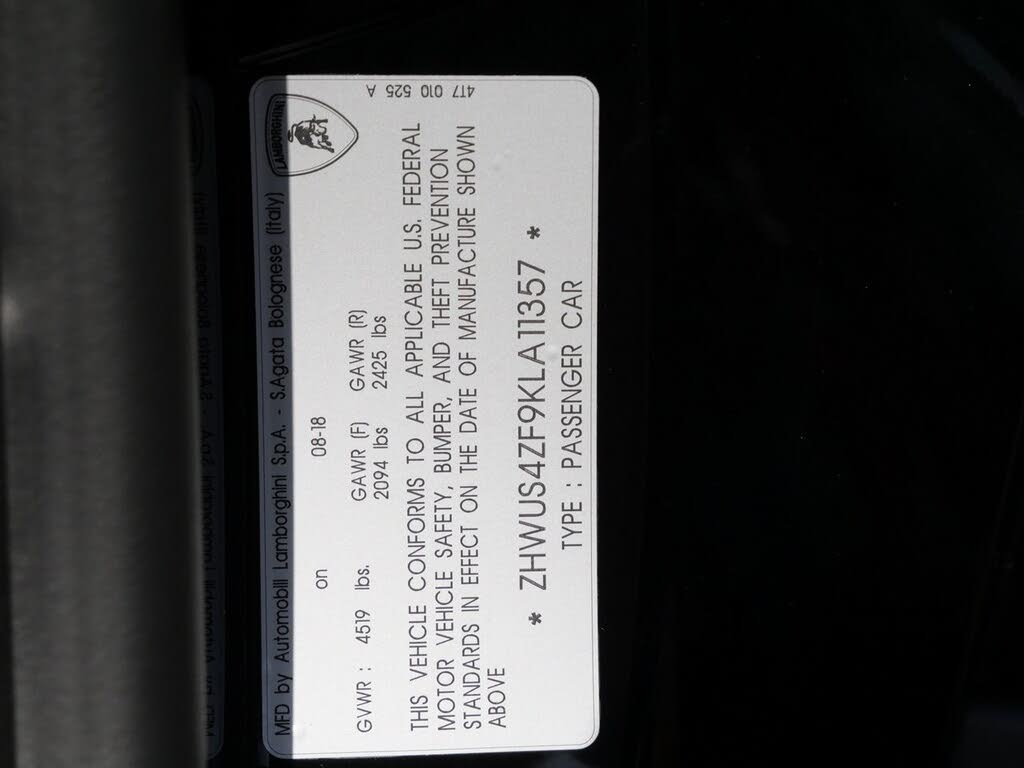 MFD by Automobili Lamborghini S.p.A. - S.Agata Bolognese (Italy)
LAMBORGHINI
on 08-18
GVWR : 4519 lbs.
GAWR (F) GAWR (R)
2094 lbs 2425 lbs
THIS VEHICLE CONFORMS TO ALL APPLICABLE U.S. FEDERAL
MOTOR VEHICLE SAFETY, BUMPER, AND THEFT PREVENTION
STANDARDS IN EFFECT ON THE DATE OF MANUFACTURE SHOWN
ABOVE
* ZHWUS4ZF9KLA11357 *
TYPE : PASSENGER CAR
4T7 010 525 A